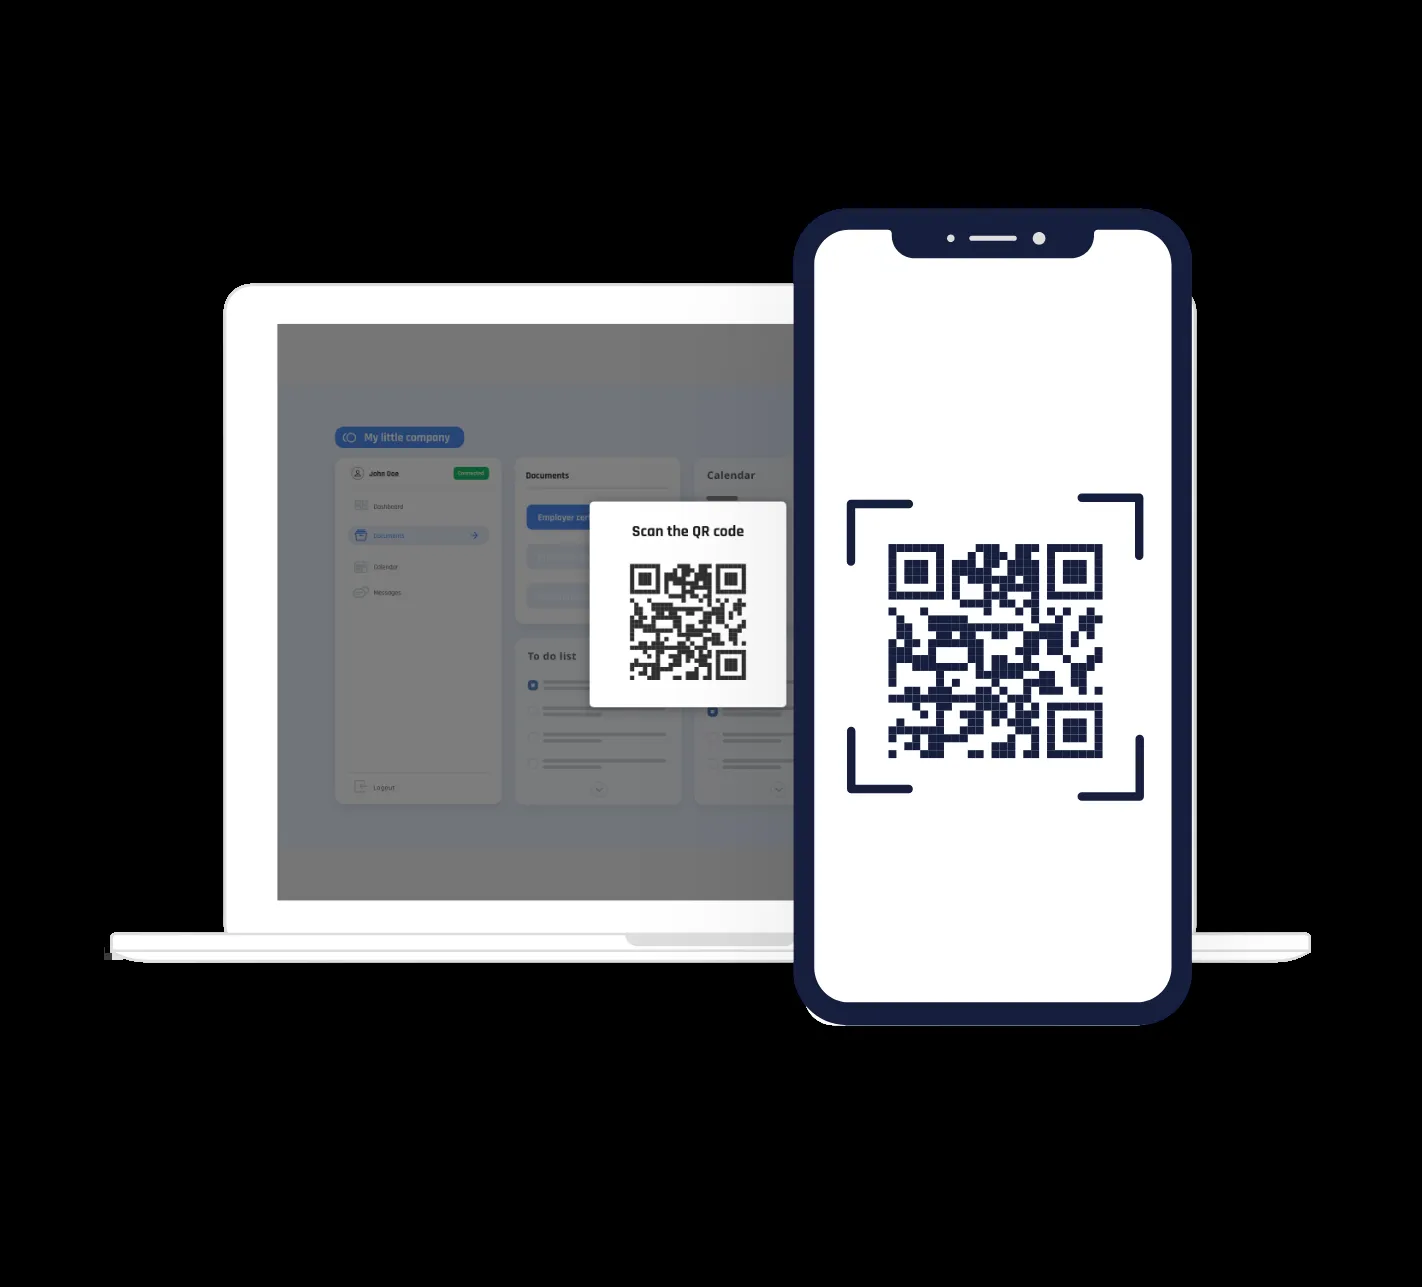 My little company
John Doe
Connected
Dashboard
Documents
Calendar
Messages
Logout
Documents
Employer cer
To do list
Calendar
Scan the QR code